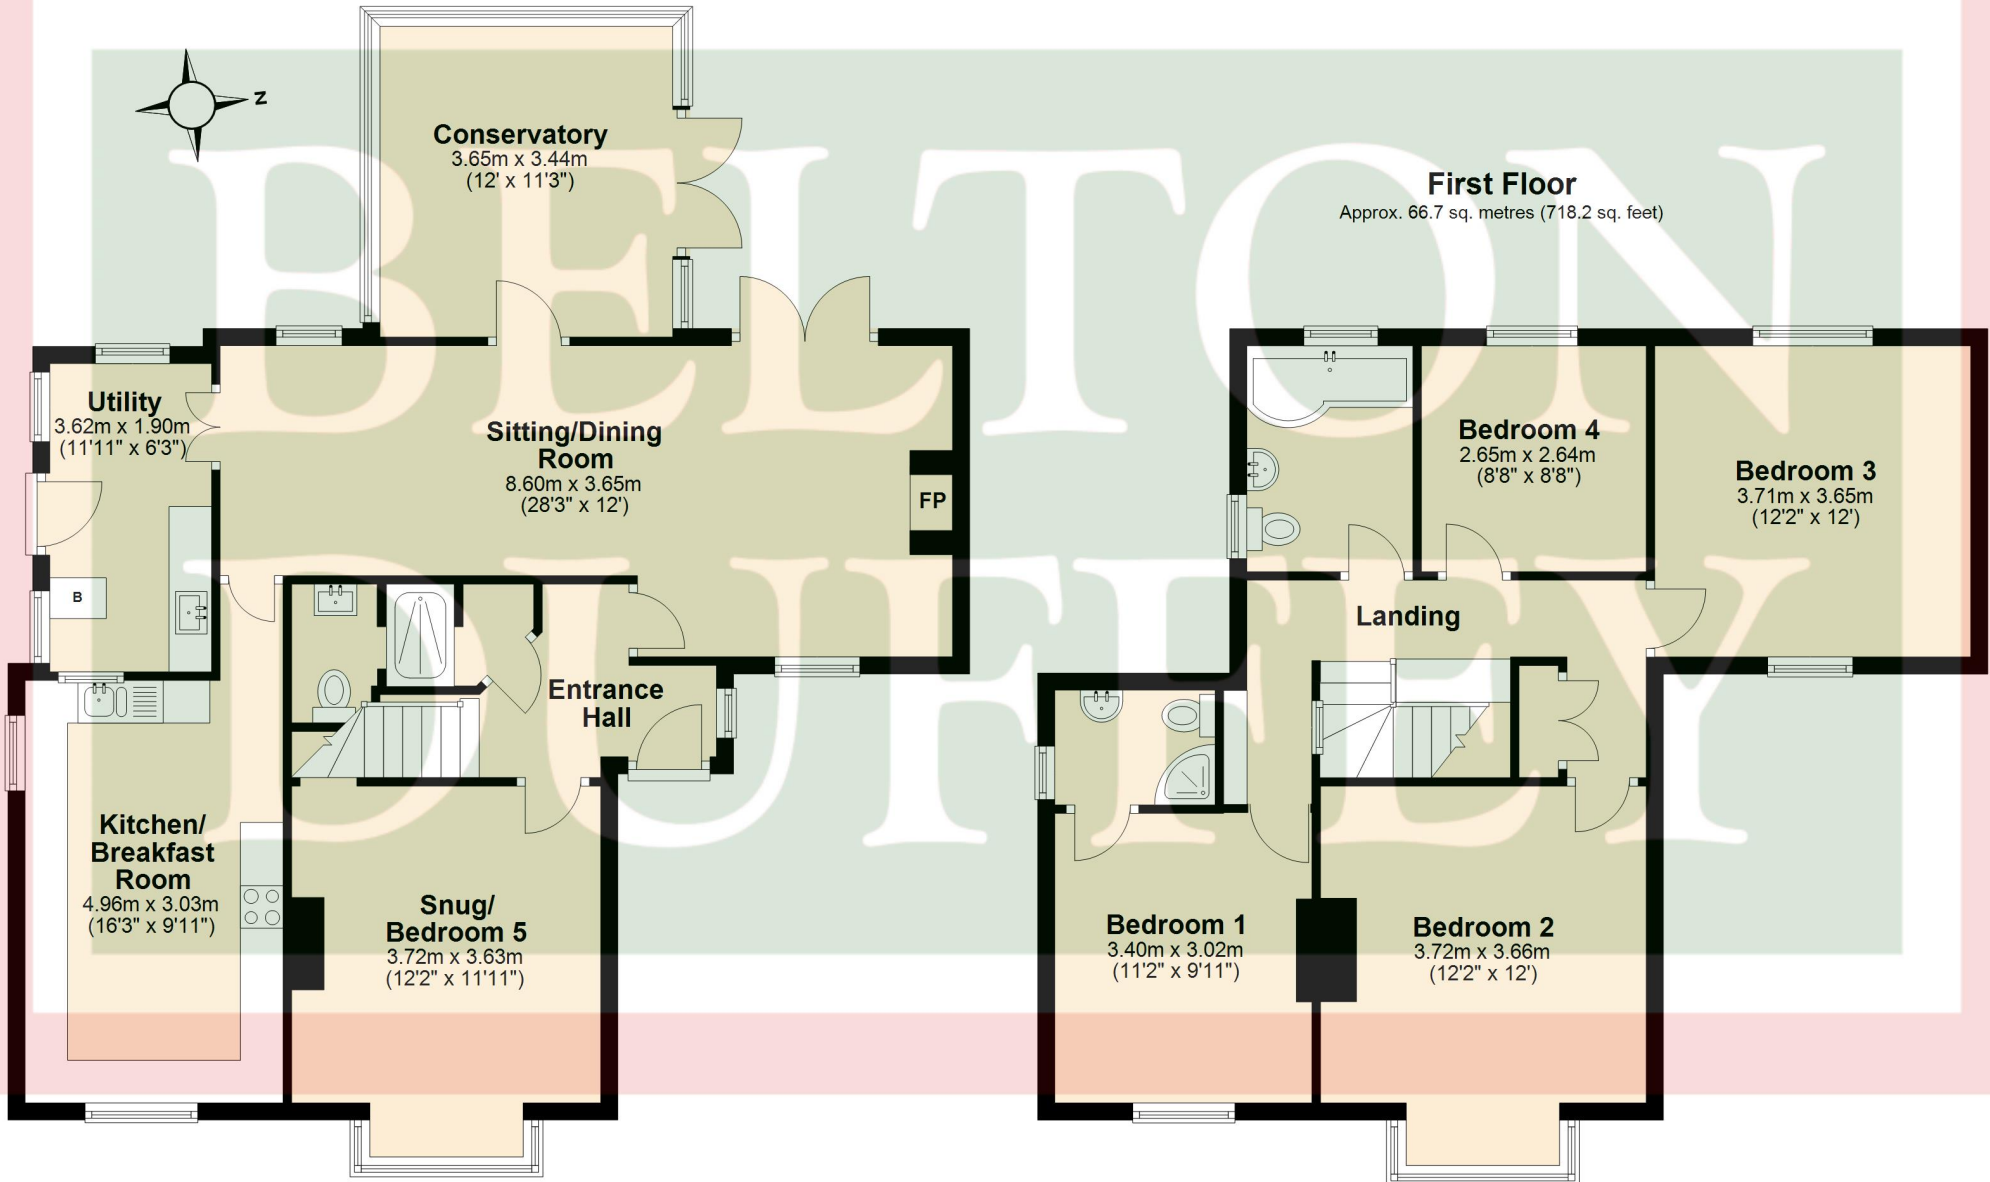 Z
Conservatory
3.65m x 3.44m
(12' x 11'3")
First Floor
Approx. 66.7 sq. metres (718.2 sq. feet)
Utility
3.62m x 1.90m
(11'11" x 6'3")
B
Sitting/Dining
Room
8.60m x 3.65m
(28'3" x 12')
FP
Entrance
Hall
Kitchen/
Breakfast
Room
4.96m x 3.03m
(16'3" x 9'11")
Snug/
Bedroom 5
3.72m x 3.63m
(12'2" x 11'11")
Bedroom 4
2.65m x 2.64m
(8'8" x 8'8")
Bedroom 3
3.71m x 3.65m
(12'2" x 12')
Landing
Bedroom 1
3.40m x 3.02m
(11'2" x 9'11")
Bedroom 2
3.72m x 3.66m
(12'2" x 12')
BELTON
DUFFEY